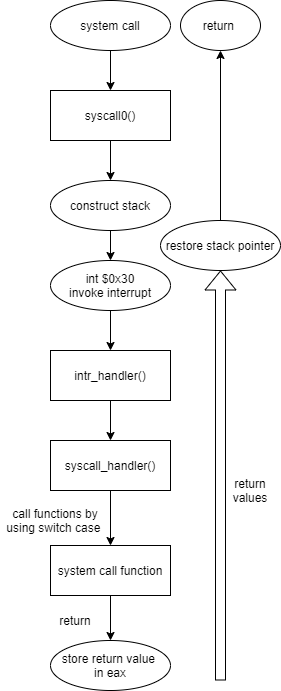 system call
return
syscall0()
construct stack
restore stack pointer
int $0x30
invoke interrupt
intr_handler()
syscall_handler()
call functions by
using switch case
return
values
system call function
return
store return value
in eax